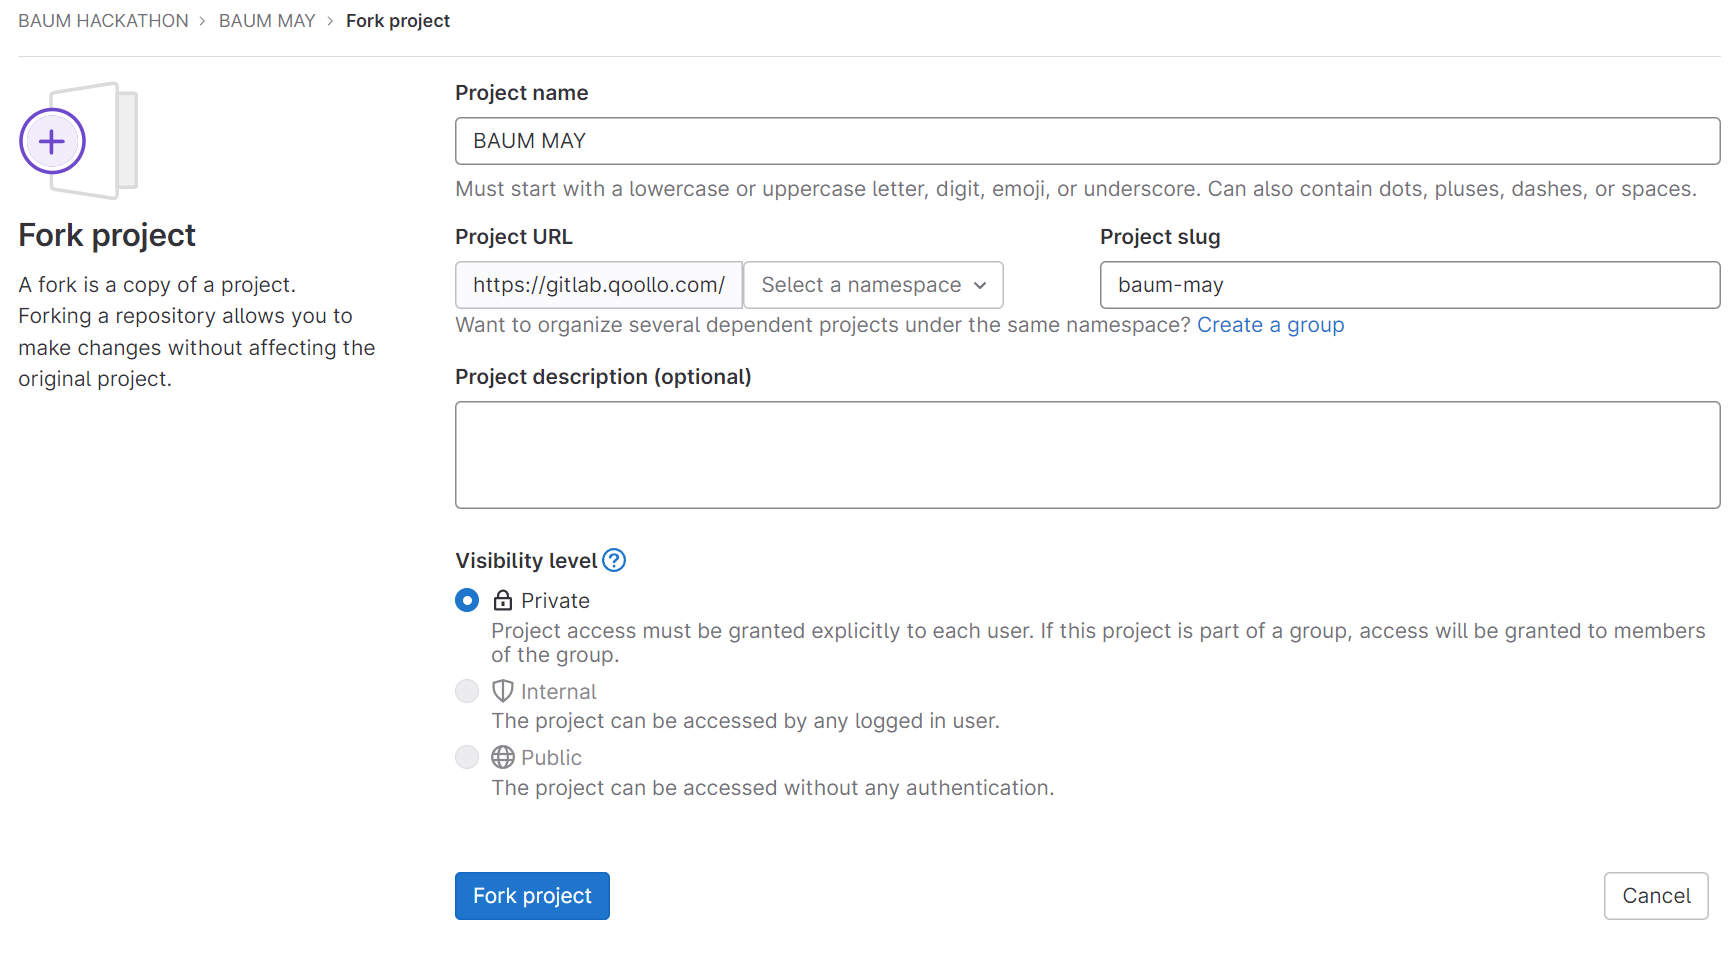 BAUM HACKATHON > BAUM MAY > Fork project
Fork project
A fork is a copy of a project.
Forking a repository allows you to
make changes without affecting the
original project.
Project name
BAUM MAY
Must start with a lowercase or uppercase letter, digit, emoji, or underscore. Can also contain dots, pluses, dashes, or spaces.
Project URL
https://gitlab.qoollo.com/ Select a namespace
Project slug
baum-may
Want to organize several dependent projects under the same namespace? Create a group
Project description (optional)
Visibility level ?
Private
Project access must be granted explicitly to each user. If this project is part of a group, access will be granted to members
of the group.
Internal
The project can be accessed by any logged in user.
Public
The project can be accessed without any authentication.
Fork project
Cancel